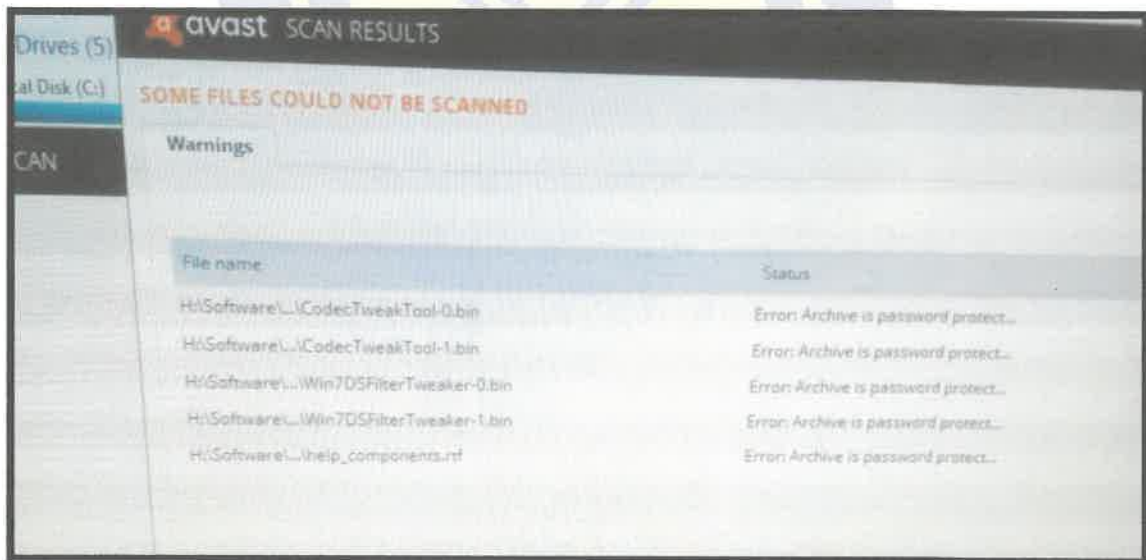 Drives (5)
cal Disk (C:)
CAN
avast SCAN RESULTS
SOME FILES COULD NOT BE SCANNED
Warnings
File name Status
H:\Software\...\CodecTweakTool-0.bin Error: Archive is password protect...
H:\Software\...\CodecTweakTool-1.bin Error: Archive is password protect...
H:\Software\...\Win7DSFilterTweaker-0.bin Error: Archive is password protect...
H:\Software\...\Win7DSFilterTweaker-1.bin Error: Archive is password protect...
H:\Software\...\help_components.rtf Error: Archive is password protect...